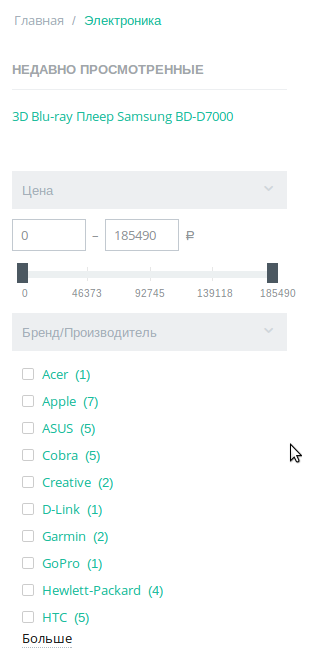 Главная / Электроника
НЕДАВНО ПРОСМОТРЕННЫЕ
3D Blu-ray Плеер Samsung BD-D7000
Цена
0 – 185490 ₽
0 46373 92745 139118 185490
Бренд/Производитель
Acer (1)
Apple (7)
ASUS (5)
Cobra (5)
Creative (2)
D-Link (1)
Garmin (2)
GoPro (1)
Hewlett-Packard (4)
HTC (5)
Больше